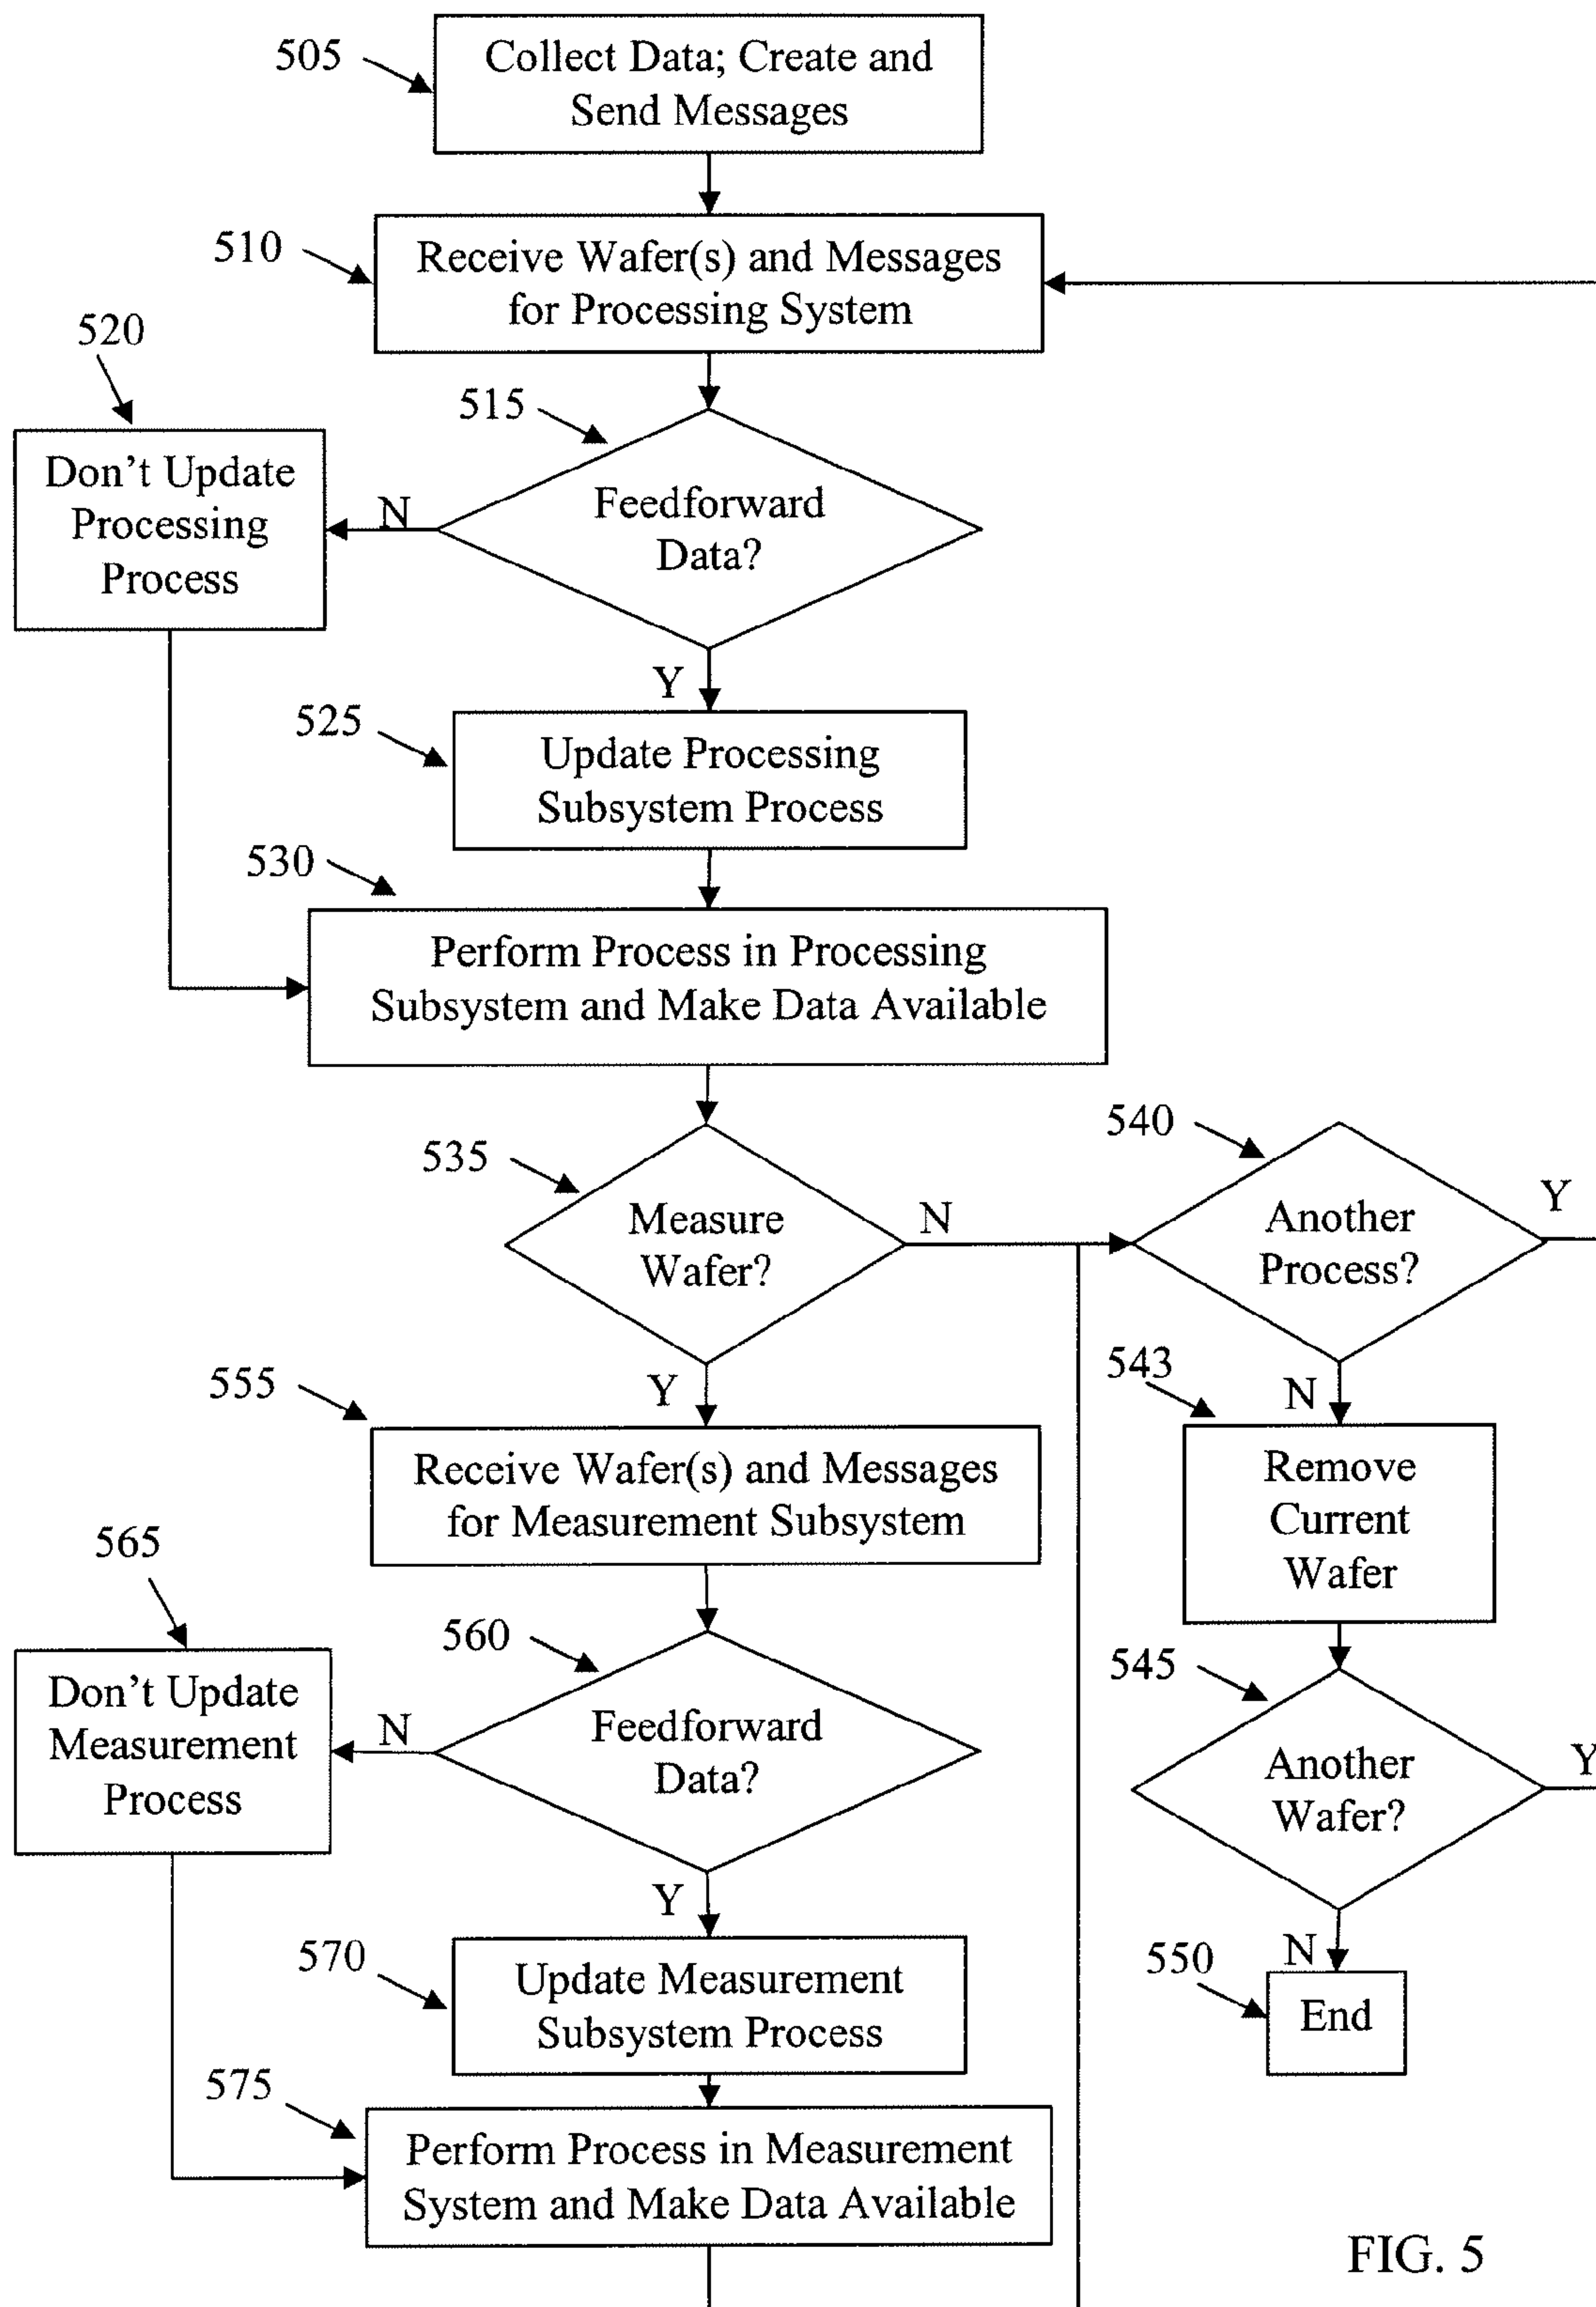 505
Collect Data; Create and
Send Messages
510
Receive Wafer(s) and Messages
for Processing System
520
515
Don't Update
Processing
Process
N
Feedforward
Data?
Y
525
Update Processing
Subsystem Process
530
Perform Process in Processing
Subsystem and Make Data Available
535
Measure
Wafer?
N
540
Another
Process?
Y
Y
543
N
555
Receive Wafer(s) and Messages
for Measurement Subsystem
Remove
Current
Wafer
565
560
Don't Update
Measurement
Process
N
Feedforward
Data?
545
Another
Wafer?
Y
Y
570
Update Measurement
Subsystem Process
N
550
End
575
Perform Process in Measurement
System and Make Data Available
FIG. 5